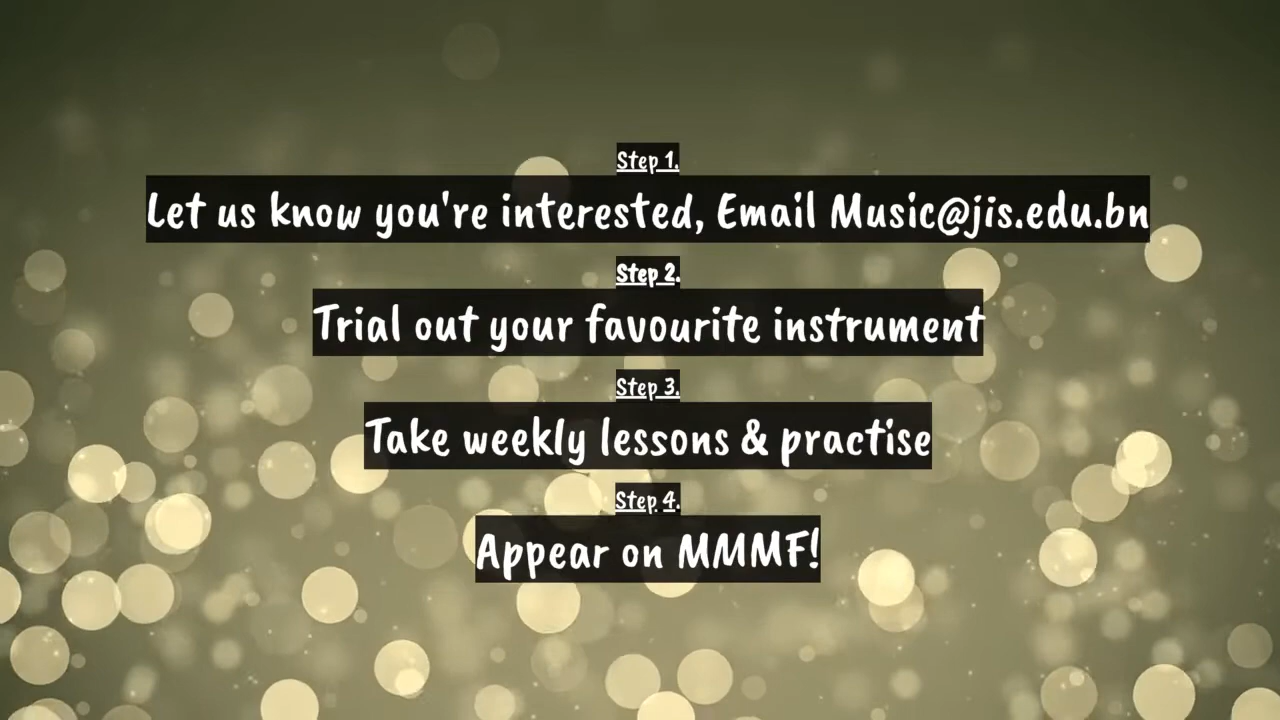 Step 1.
Let us know you're interested, Email Music@jis.edu.bn
Step 2.
Trial out your favourite instrument
Step 3.
Take weekly lessons & practise
Step 4.
Appear on MMMF!